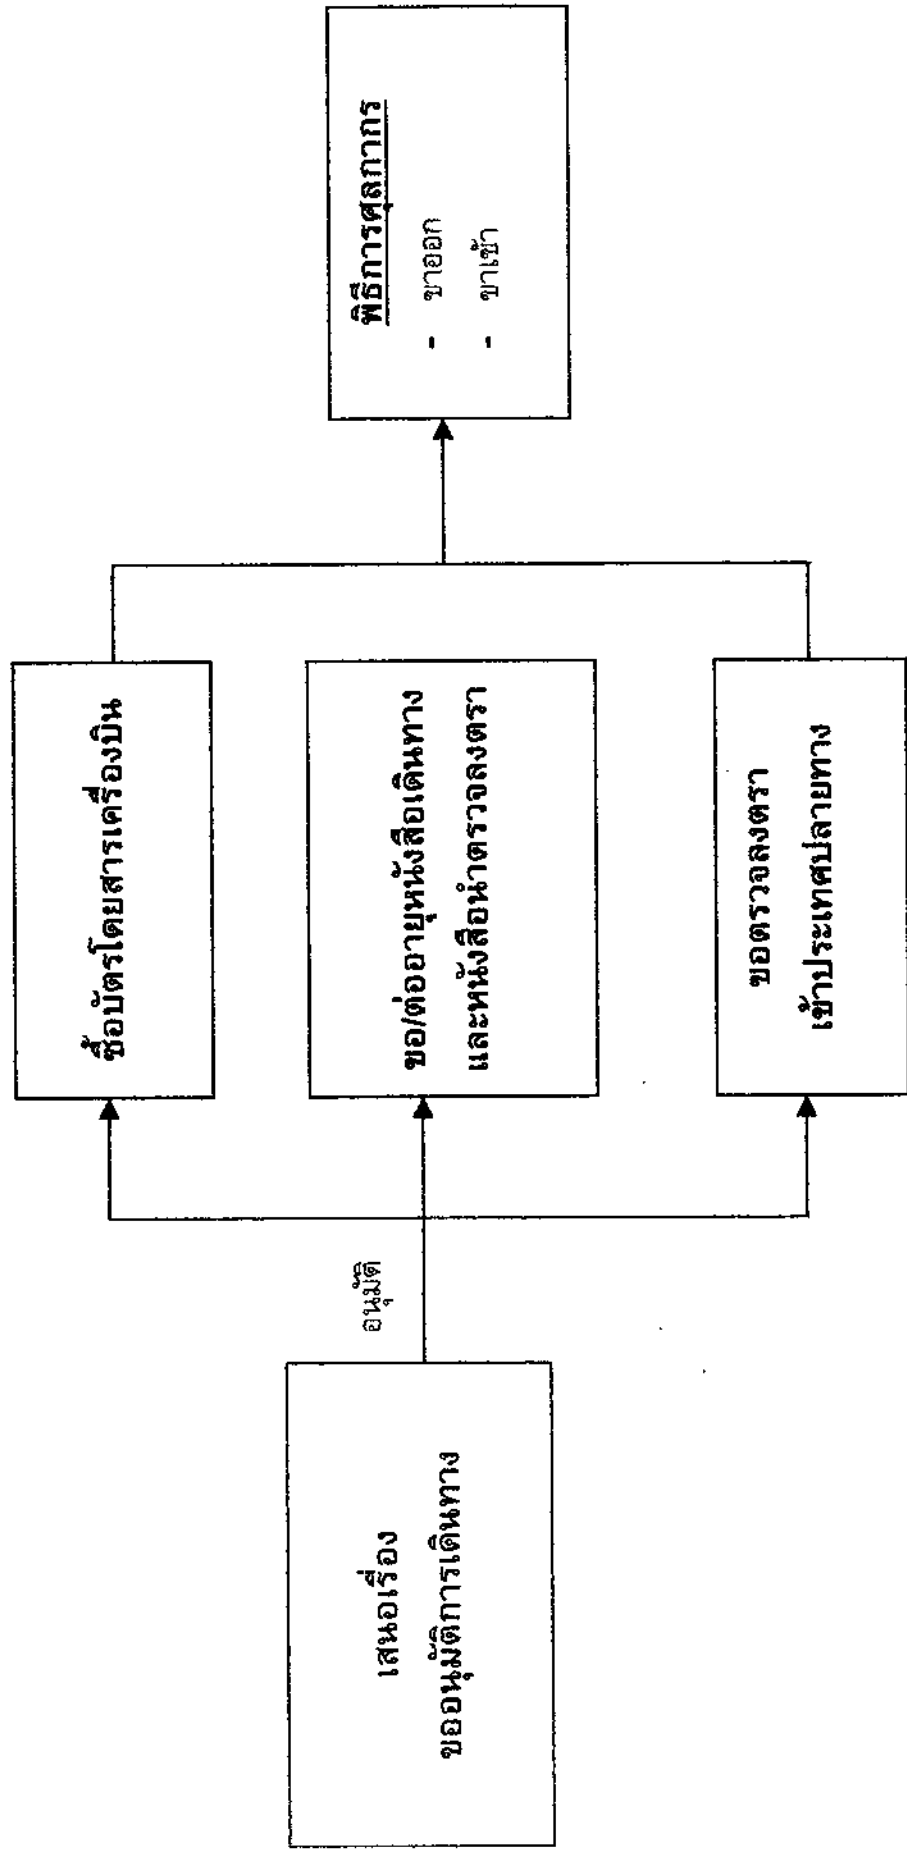 เสนอเรื่อง
ขออนุมัติการเดินทาง
อนุมัติ
ซื้อบัตรโดยสารเครื่องบิน
ขอ/ต่ออายุหนังสือเดินทาง
และหนังสือนำตรวจลงตรา
ขอตรวจลงตรา
เข้าประเทศปลายทาง
พิธีการศุลกากร
- ขาออก
- ขาเข้า